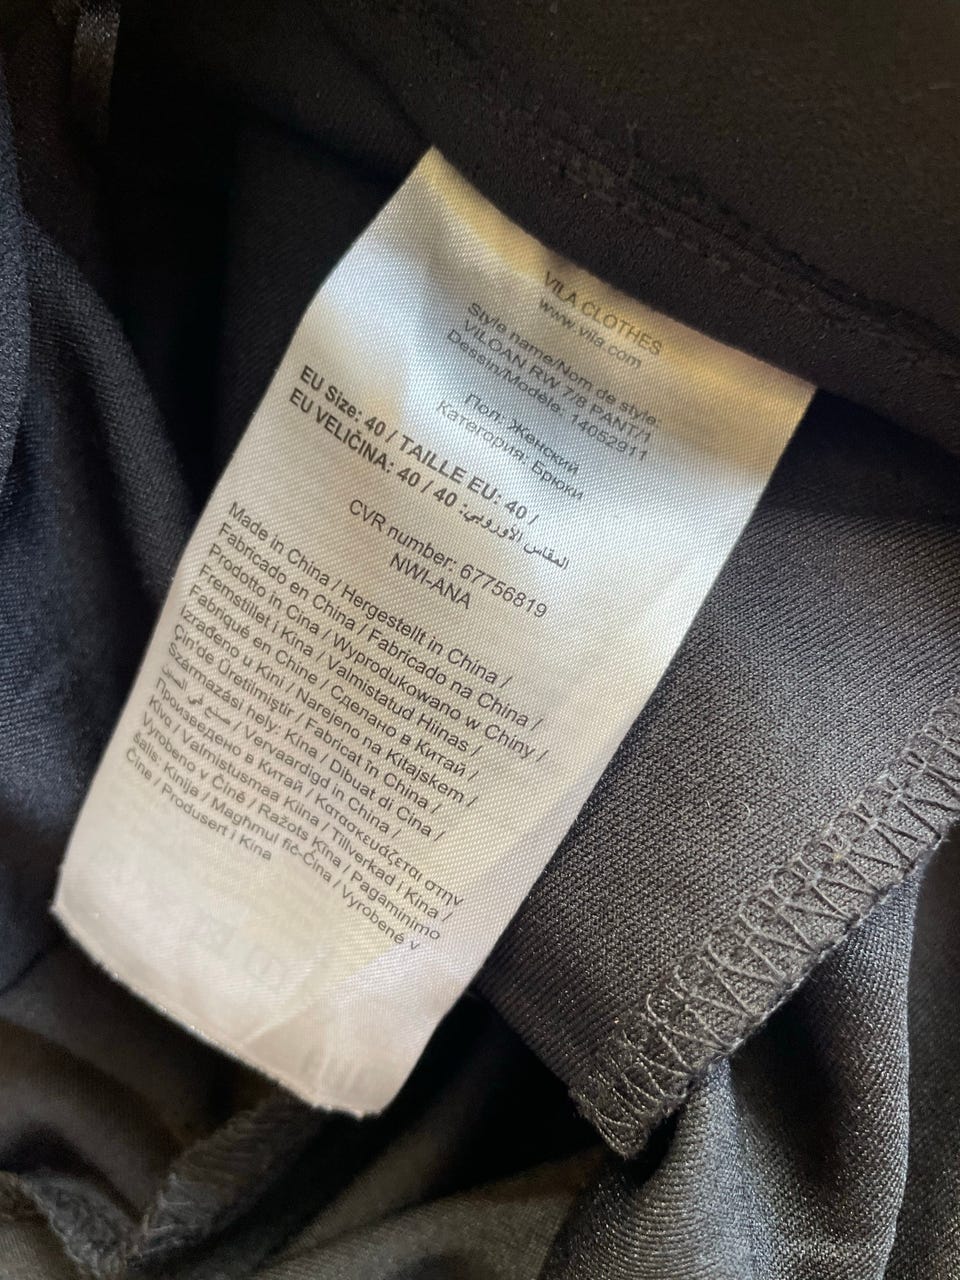 VILA CLOTHES
www.vila.com
Style name/Nom de style:
VILOAN RW 7/8 PANT/1
Dessin/Modèle: 14052911
Пол: Женский
Категория: Брюки
EU Size: 40 / TAILLE EU: 40 /
EU VELIČINA: 40 / 40 :المقاس الأوروبي
CVR number: 67756819
NWI-ANA
Made in China / Hergestellt in China /
Fabricado en China / Fabricado na China /
Prodotto in Cina / Wyprodukowano w Chiny /
Fremstillet i Kina / Valmistatud Hiinas /
Fabriqué en Chine / Сделано в Китай /
Izrađeno u Kini / Narejeno na Kitajskem /
Çin'de Üretilmiştir / Fabricat în China /
Származási hely: Kína / Dibuat di Cina /
صنع في الصين / Vervaardigd in China /
Произведено в Китай / Κατασκευάζεται στην
Κίνα / Valmistusmaa Kiina / Tillverkad i Kina /
Vyrobeno v Číně / Ražots Ķīna / Pagaminimo
šalis: Kinija / Maghmul fiċ-Ċina / Vyrobené v
Číne / Produsert i Kina